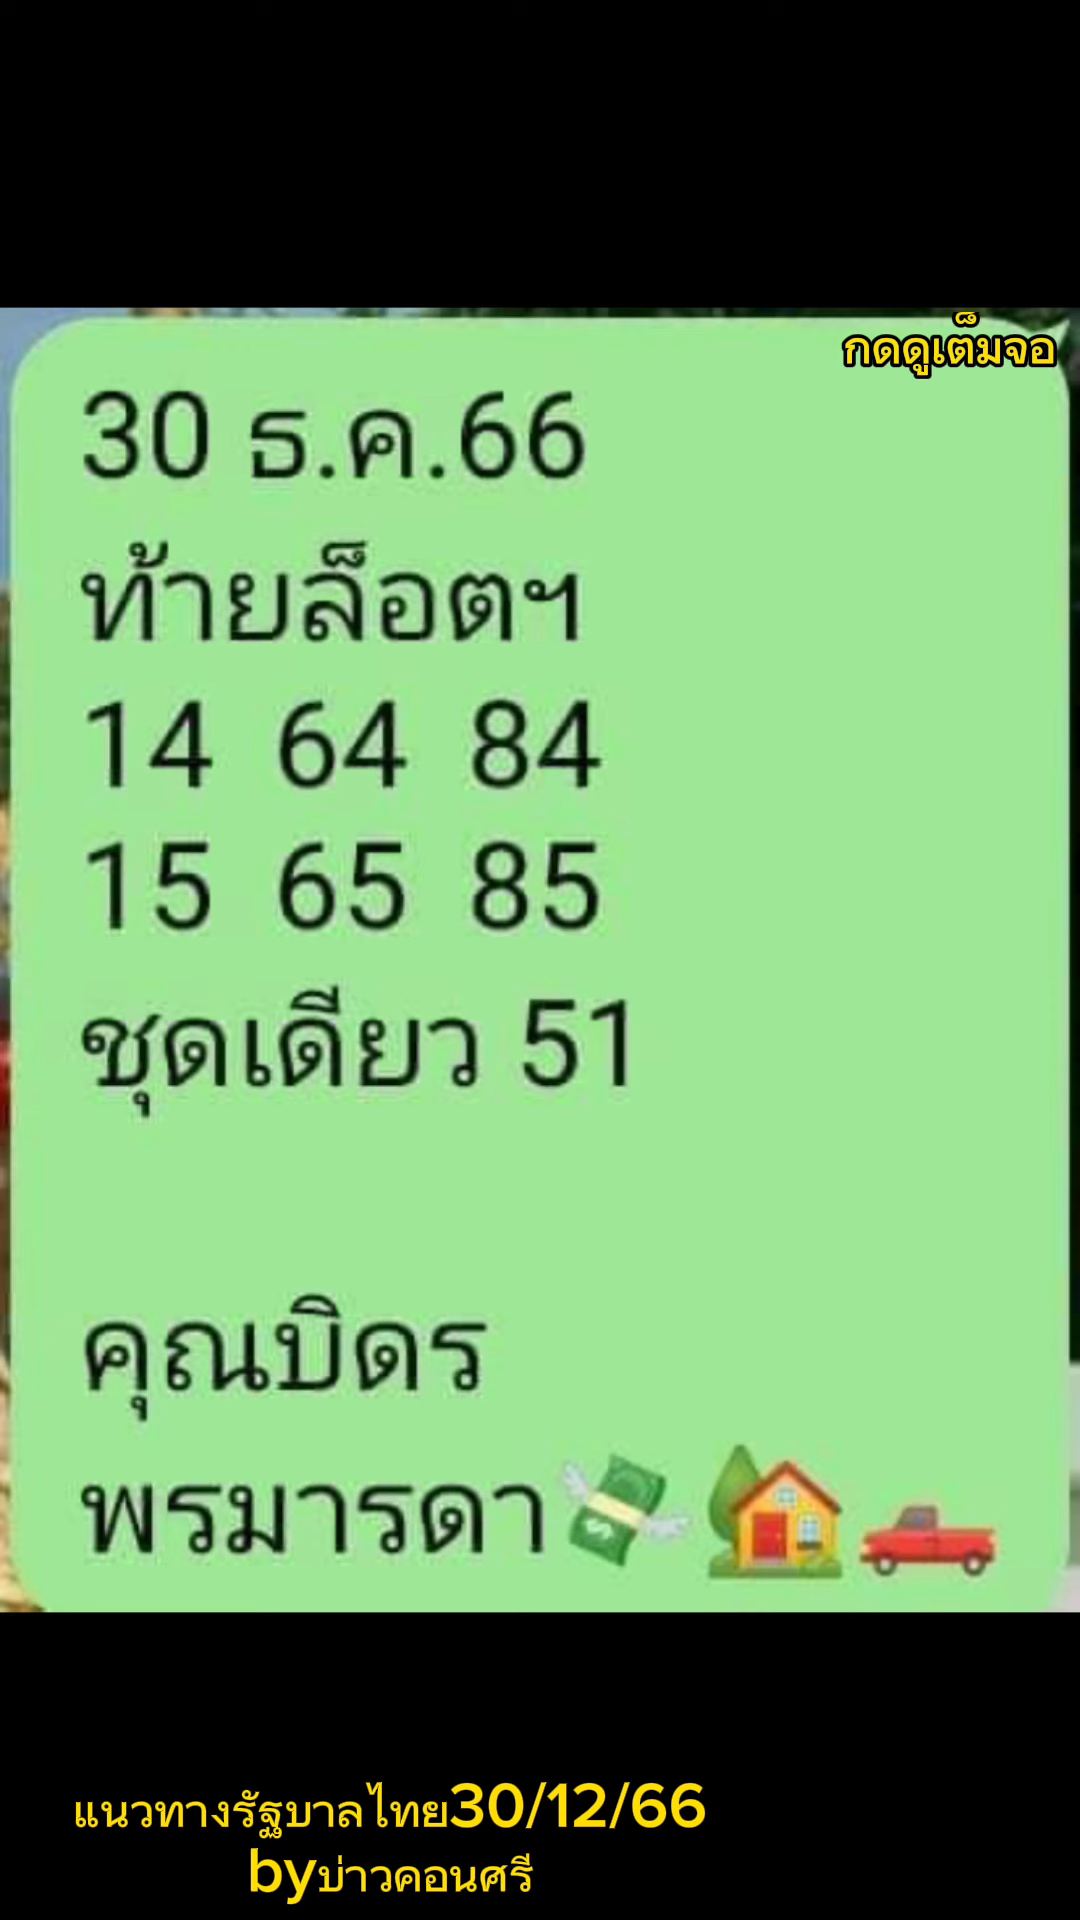 กดดูเต็มจอ
30 ธ.ค.66
ท้ายล็อตฯ
14 64 84
15 65 85
ชุดเดียว 51
คุณบิดร
พรมารดา
แนวทางรัฐบาลไทย30/12/66
byบ่าวคอนศรี